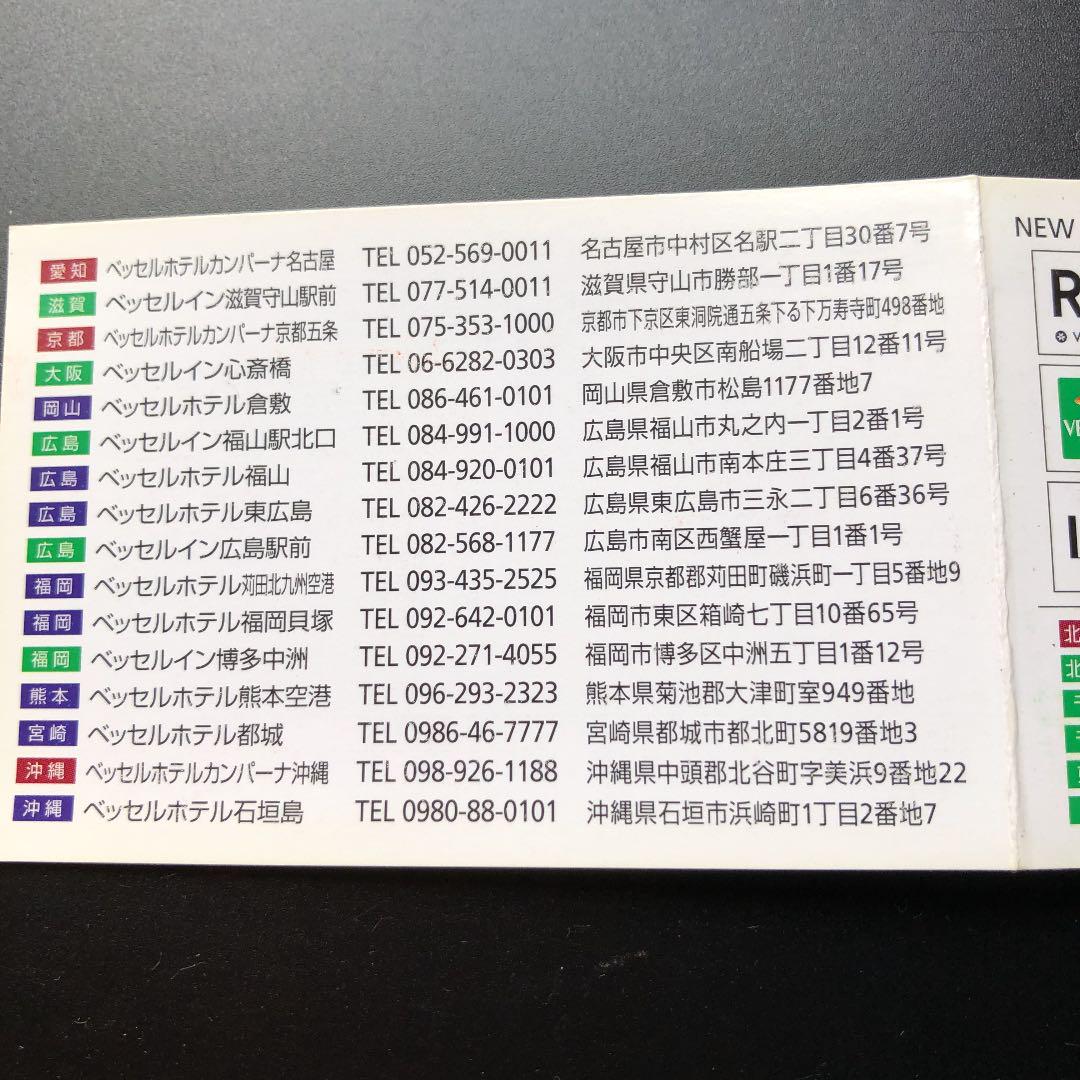 愛知 ベッセルホテルカンパーナ名古屋 TEL 052-569-0011 名古屋市中村区名駅二丁目30番7号
滋賀 ベッセルイン滋賀守山駅前 TEL 077-514-0011 滋賀県守山市勝部一丁目1番17号
京都 ベッセルホテルカンパーナ京都五条 TEL 075-353-1000 京都市下京区東洞院通五条下る下万寿寺町498番地
大阪 ベッセルイン心斎橋 TEL 06-6282-0303 大阪市中央区南船場二丁目12番11号
岡山 ベッセルホテル倉敷 TEL 086-461-0101 岡山県倉敷市松島1177番地7
広島 ベッセルイン福山駅北口 TEL 084-991-1000 広島県福山市丸之内一丁目2番1号
広島 ベッセルホテル福山 TEL 084-920-0101 広島県福山市南本庄三丁目4番37号
広島 ベッセルホテル東広島 TEL 082-426-2222 広島県東広島市三永二丁目6番36号
広島 ベッセルイン広島駅前 TEL 082-568-1177 広島市南区西蟹屋一丁目1番1号
福岡 ベッセルホテル苅田北九州空港 TEL 093-435-2525 福岡県京都郡苅田町磯浜町一丁目5番地9
福岡 ベッセルホテル福岡貝塚 TEL 092-642-0101 福岡市東区箱崎七丁目10番65号
福岡 ベッセルイン博多中洲 TEL 092-271-4055 福岡市博多区中洲五丁目1番12号
熊本 ベッセルホテル熊本空港 TEL 096-293-2323 熊本県菊池郡大津町室949番地
宮崎 ベッセルホテル都城 TEL 0986-46-7777 宮崎県都城市都北町5819番地3
沖縄 ベッセルホテルカンパーナ沖縄 TEL 098-926-1188 沖縄県中頭郡北谷町字美浜9番地22
沖縄 ベッセルホテル石垣島 TEL 0980-88-0101 沖縄県石垣市浜崎町1丁目2番地7
NEW
R
VE
北
北